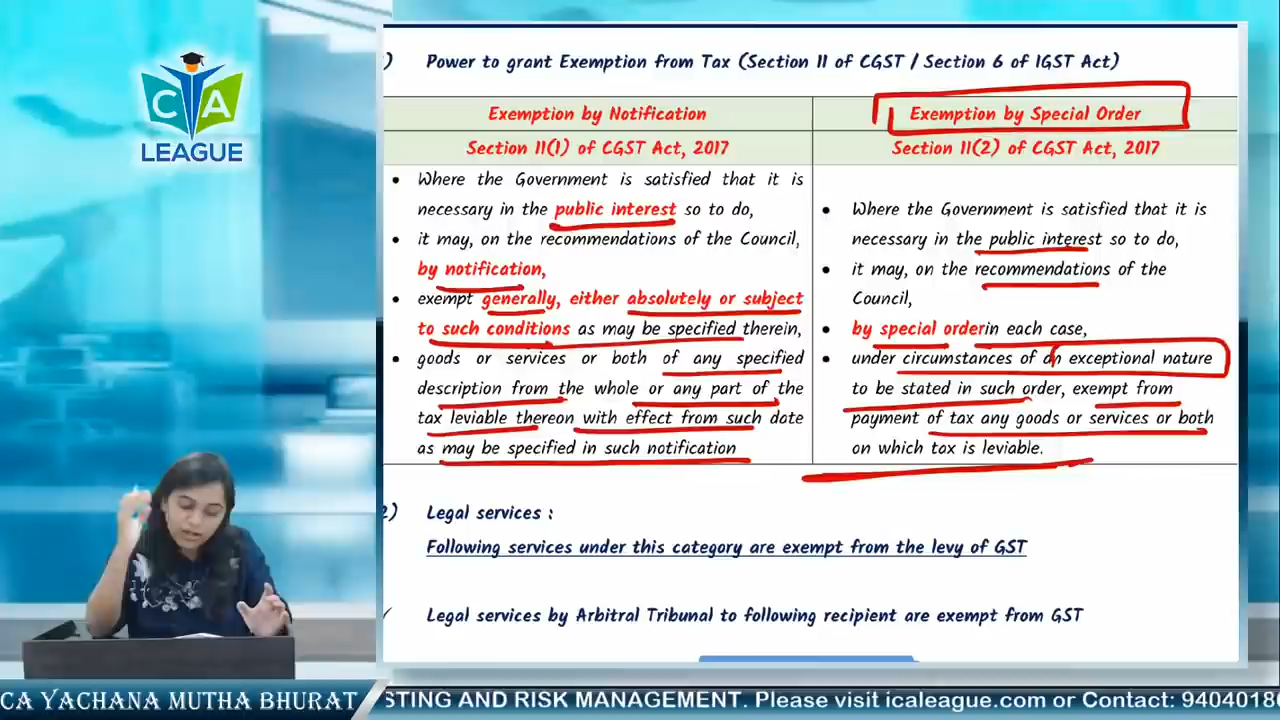 CA
LEAGUE
) Power to grant Exemption from Tax (Section 11 of CGST / Section 6 of IGST Act)
Exemption by Notification
Exemption by Special Order
Section 11(1) of CGST Act, 2017
Section 11(2) of CGST Act, 2017
• Where the Government is satisfied that it is
necessary in the public interest so to do,
• it may, on the recommendations of the Council,
by notification,
• exempt generally, either absolutely or subject
to such conditions as may be specified therein,
• goods or services or both of any specified
description from the whole or any part of the
tax leviable thereon with effect from such date
as may be specified in such notification
• Where the Government is satisfied that it is
necessary in the public interest so to do,
• it may, on the recommendations of the
Council,
by special order in each case,
• under circumstances of an exceptional nature
to be stated in such order, exempt from
payment of tax any goods or services or both
on which tax is leviable.
2) Legal services :
Following services under this category are exempt from the levy of GST
Legal services by Arbitral Tribunal to following recipient are exempt from GST
CA YACHANA MUTHA BHURAT
STING AND RISK MANAGEMENT. Please visit icaleague.com or Contact: 9404018